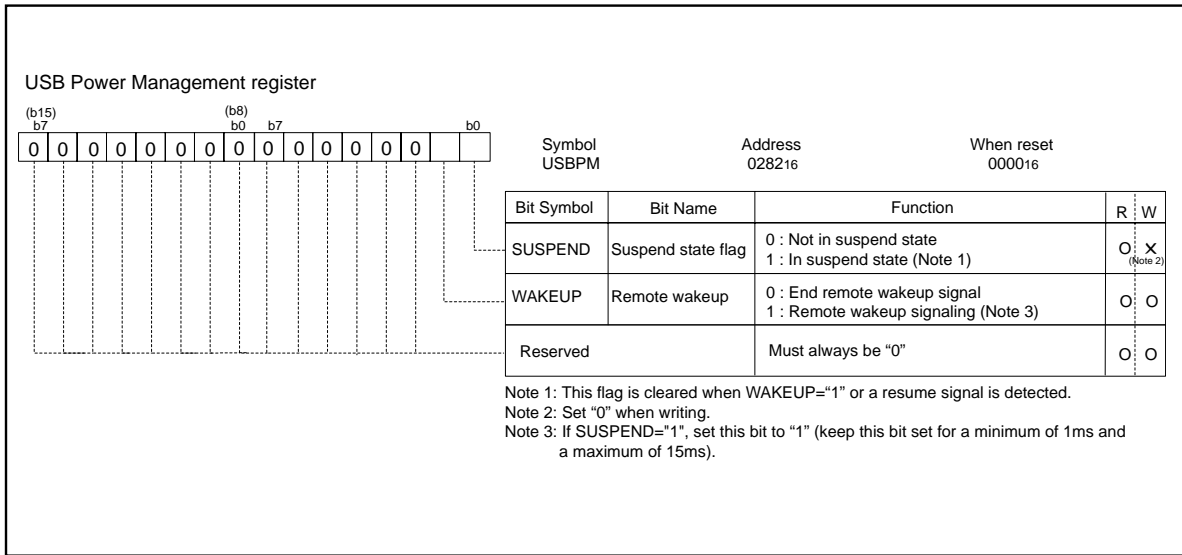 USB Power Management register
(b15) (b8)
b7 b0 b7 b0
0 0 0 0 0 0 0 0 0 0 0 0 0 0
Symbol Address When reset
USBPM 028216 000016
Bit Symbol Bit Name Function R W
SUSPEND Suspend state flag 0 : Not in suspend state O X
1 : In suspend state (Note 1) (Note 2)
WAKEUP Remote wakeup 0 : End remote wakeup signal O O
1 : Remote wakeup signaling (Note 3)
Reserved Must always be “0” O O
Note 1: This flag is cleared when WAKEUP=“1” or a resume signal is detected.
Note 2: Set “0” when writing.
Note 3: If SUSPEND="1", set this bit to “1” (keep this bit set for a minimum of 1ms and
a maximum of 15ms).